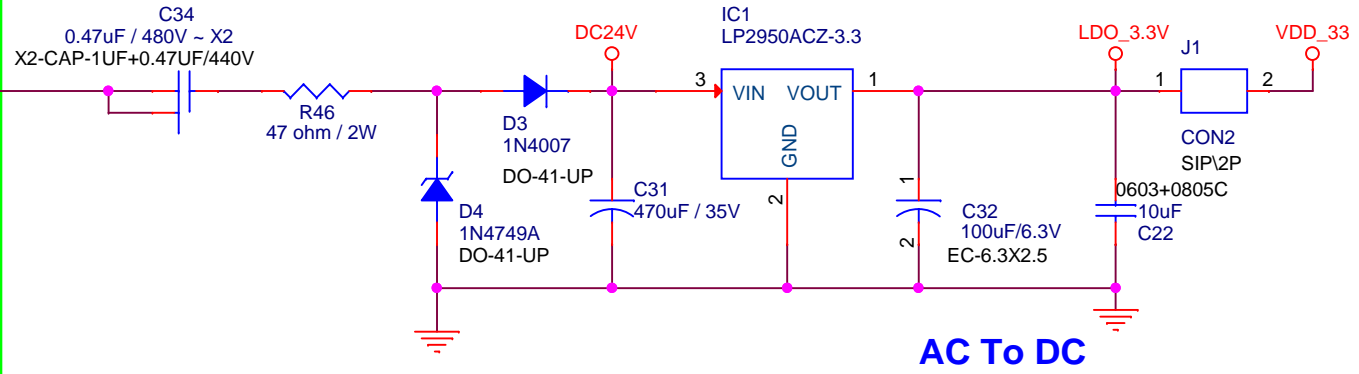 C34
0.47uF / 480V ~ X2
X2-CAP-1UF+0.47UF/440V
R46
47 ohm / 2W
D3
1N4007
DO-41-UP
D4
1N4749A
DO-41-UP
DC24V
C31
470uF / 35V
IC1
LP2950ACZ-3.3
3
VIN
VOUT
1
GND
2
1
C32
100uF/6.3V
2
EC-6.3X2.5
LDO_3.3V
J1
VDD_33
1
2
CON2
SIP\2P
0603+0805C
10uF
C22
AC To DC